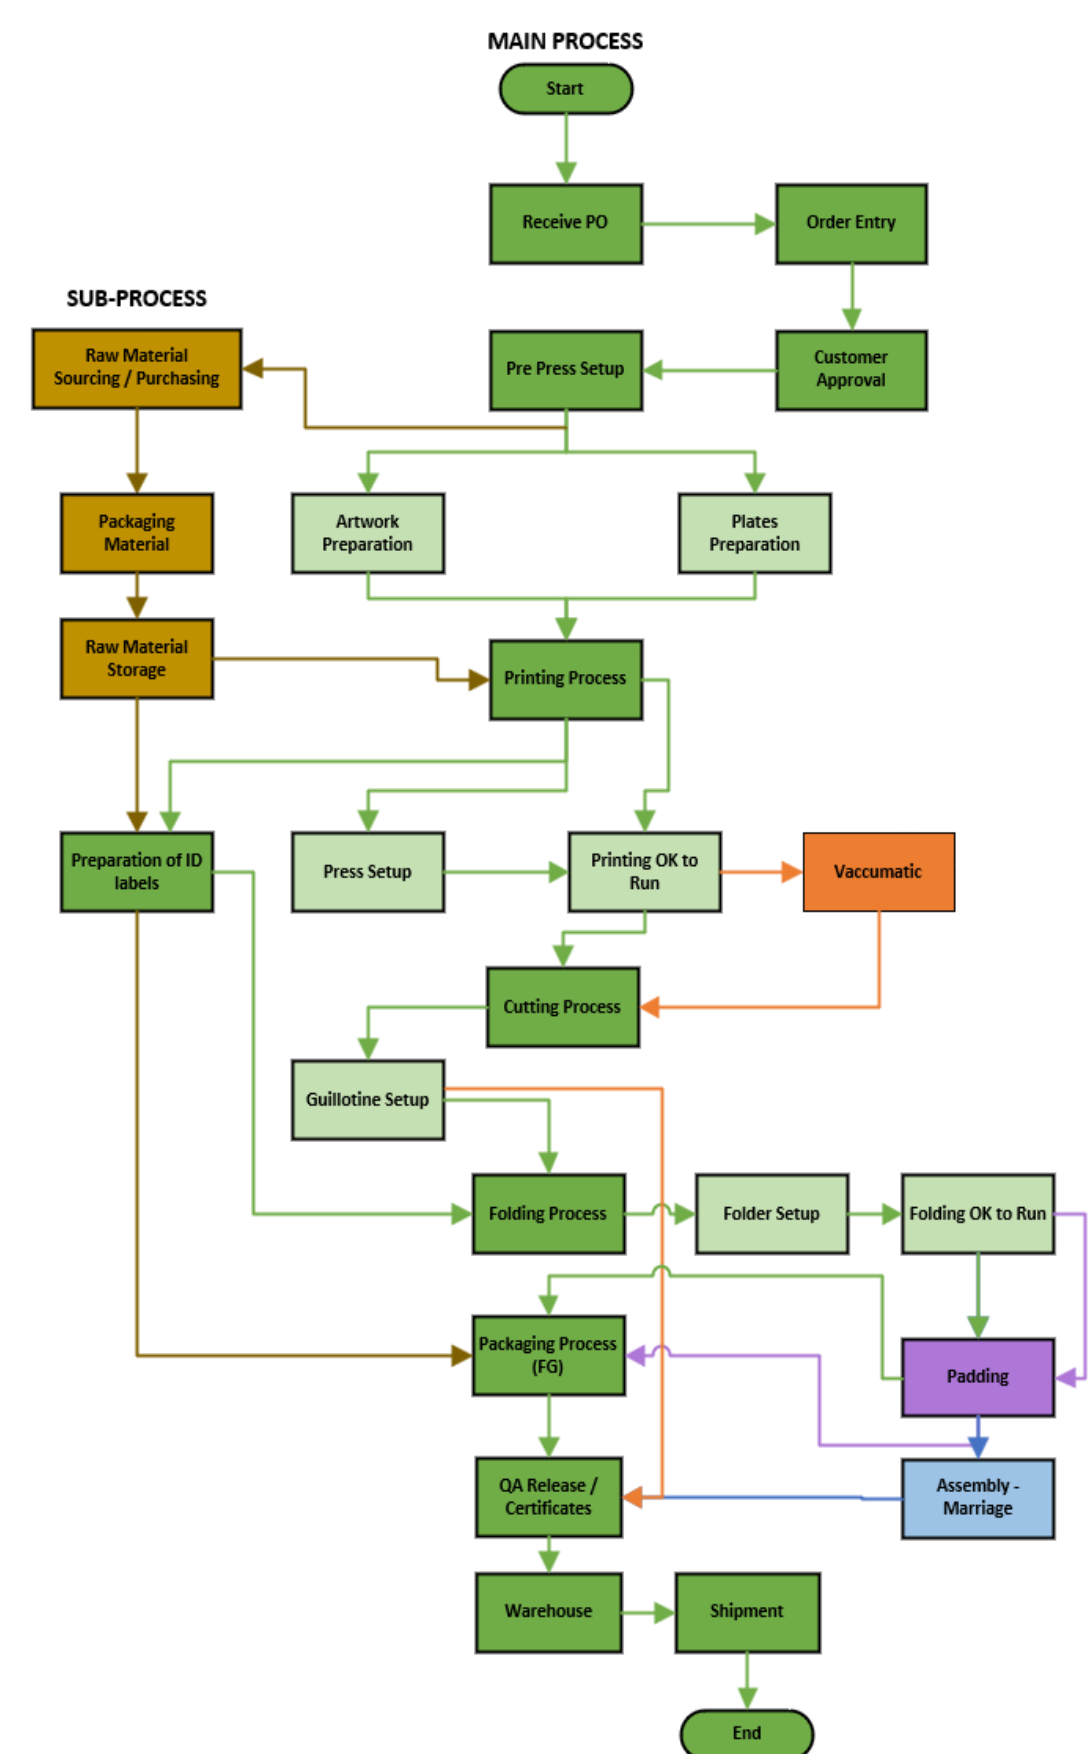 MAIN PROCESS
Start
Receive PO
Order Entry
SUB-PROCESS
Raw Material
Sourcing / Purchasing
Pre Press Setup
Customer
Approval
Packaging
Material
Artwork
Preparation
Plates
Preparation
Raw Material
Storage
Printing Process
Preparation of ID
labels
Press Setup
Printing OK to
Run
Vaccumatic
Cutting Process
Guillotine Setup
Folding Process
Folder Setup
Folding OK to Run
Packaging Process
(FG)
Padding
QA Release /
Certificates
Assembly -
Marriage
Warehouse
Shipment
End